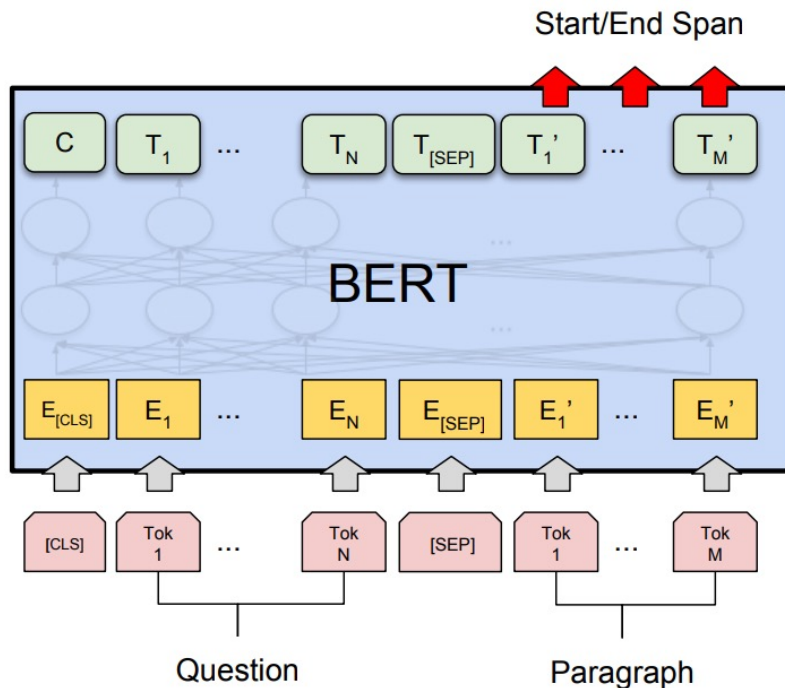 Start/End Span
C T1 ... TN T[SEP] T1’ ... TM’
...
BERT
...
E[CLS] E1 ... EN E[SEP] E1’ ... EM’
[CLS] Tok 1 ... Tok N [SEP] Tok 1 ... Tok M
Question Paragraph